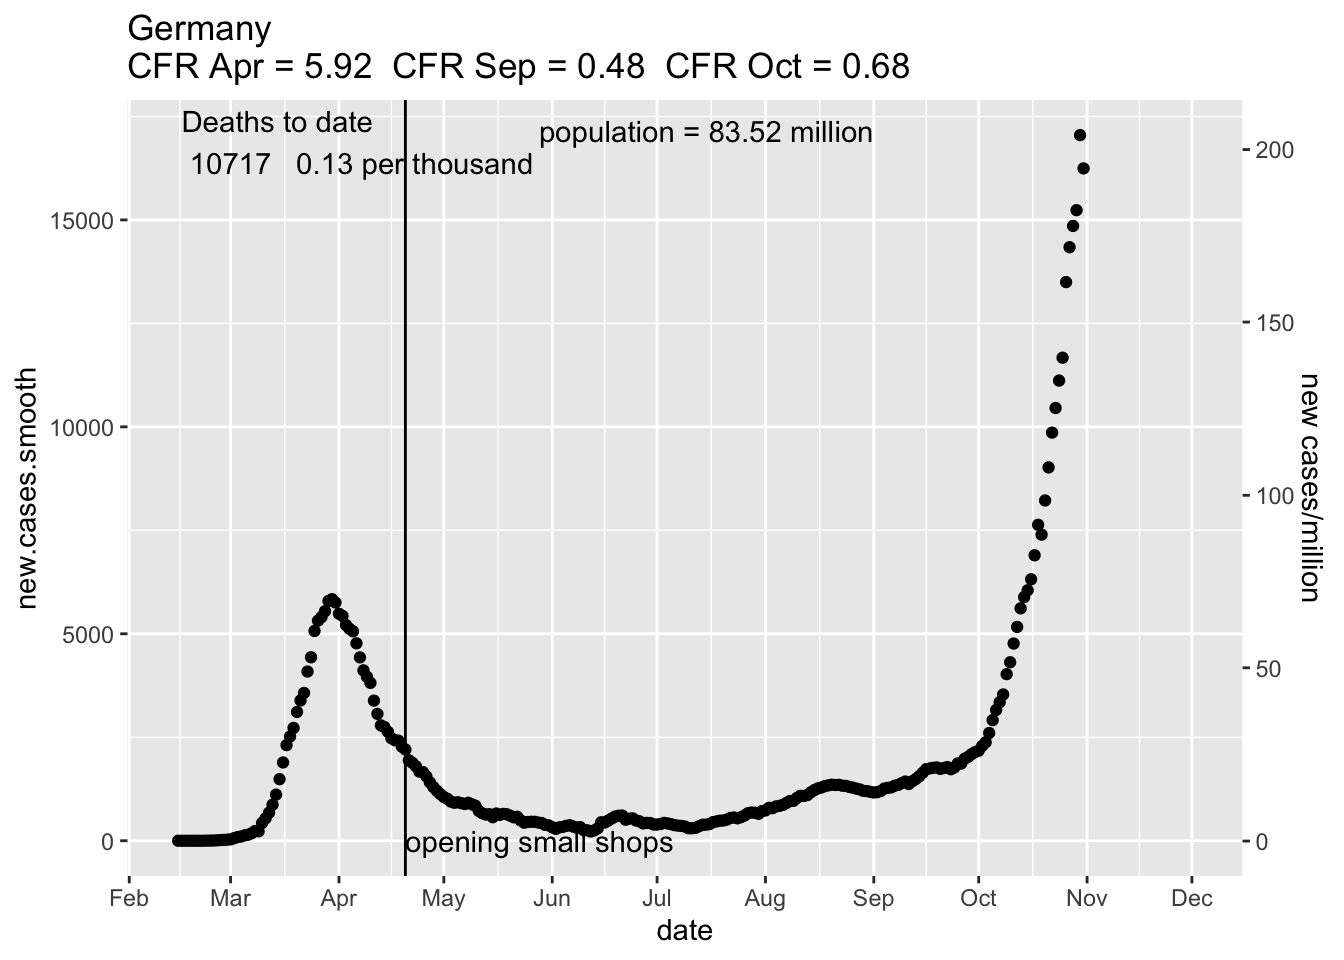 Germany
CFR Apr = 5.92  CFR Sep = 0.48  CFR Oct = 0.68
Deaths to date
10717   0.13 per thousand
population = 83.52 million
new.cases.smooth
15000
10000
5000
0
200
150
100
50
0
new cases/million
opening small shops
Feb Mar Apr May Jun Jul Aug Sep Oct Nov Dec
date